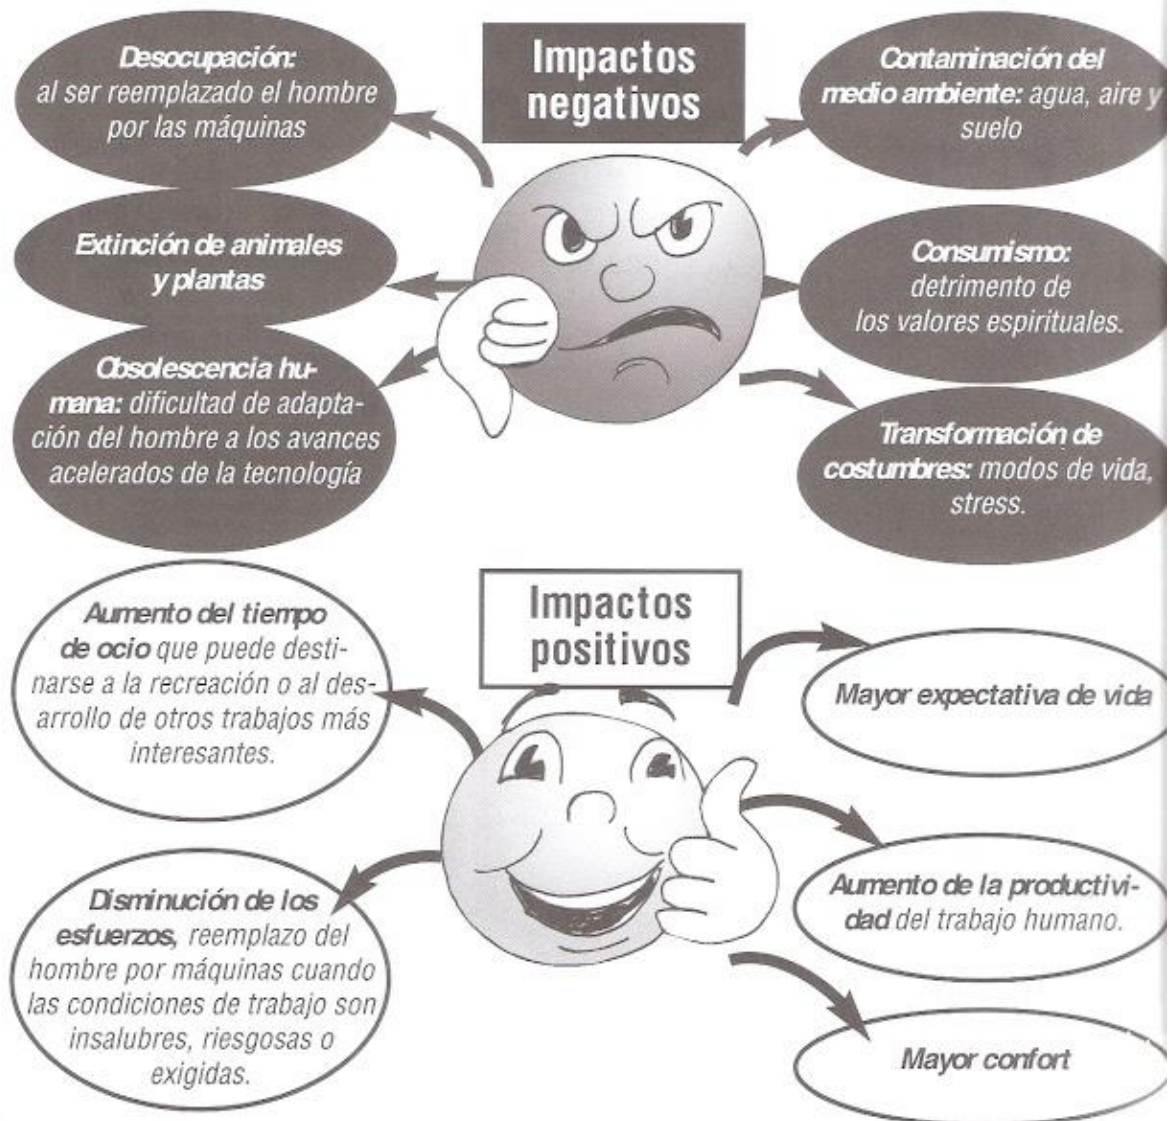 Impactos
negativos
Desocupación:
al ser reemplazado el hombre
por las máquinas
Extinción de animales
y plantas
Obsolescencia hu-
mana: dificultad de adapta-
ción del hombre a los avances
acelerados de la tecnología
Contaminación del
medio ambiente: agua, aire y
suelo
Consumismo:
detrimento de
los valores espirituales.
Transformación de
costumbres: modos de vida,
stress.
Impactos
positivos
Aumento del tiempo
de ocio que puede desti-
narse a la recreación o al des-
arrollo de otros trabajos más
interesantes.
Disminución de los
esfuerzos, reemplazo del
hombre por máquinas cuando
las condiciones de trabajo son
insalubres, riesgosas o
exigidas.
Mayor expectativa de vida
Aumento de la productivi-
dad del trabajo humano.
Mayor confort